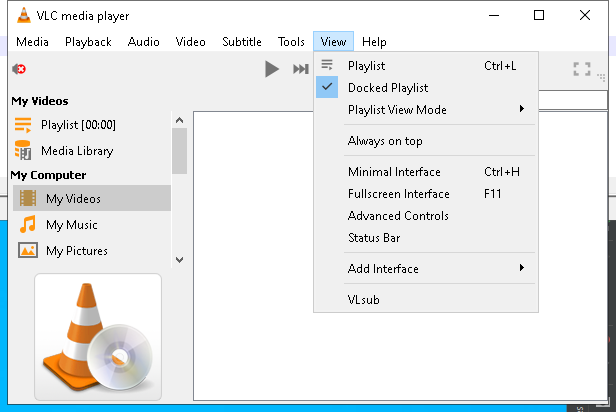 VLC media player
Media Playback Audio Video Subtitle Tools View Help
My Videos
Playlist [00:00]
Media Library
My Computer
My Videos
My Music
My Pictures
Playlist Ctrl+L
Docked Playlist
Playlist View Mode
Always on top
Minimal Interface Ctrl+H
Fullscreen Interface F11
Advanced Controls
Status Bar
Add Interface
VLsub